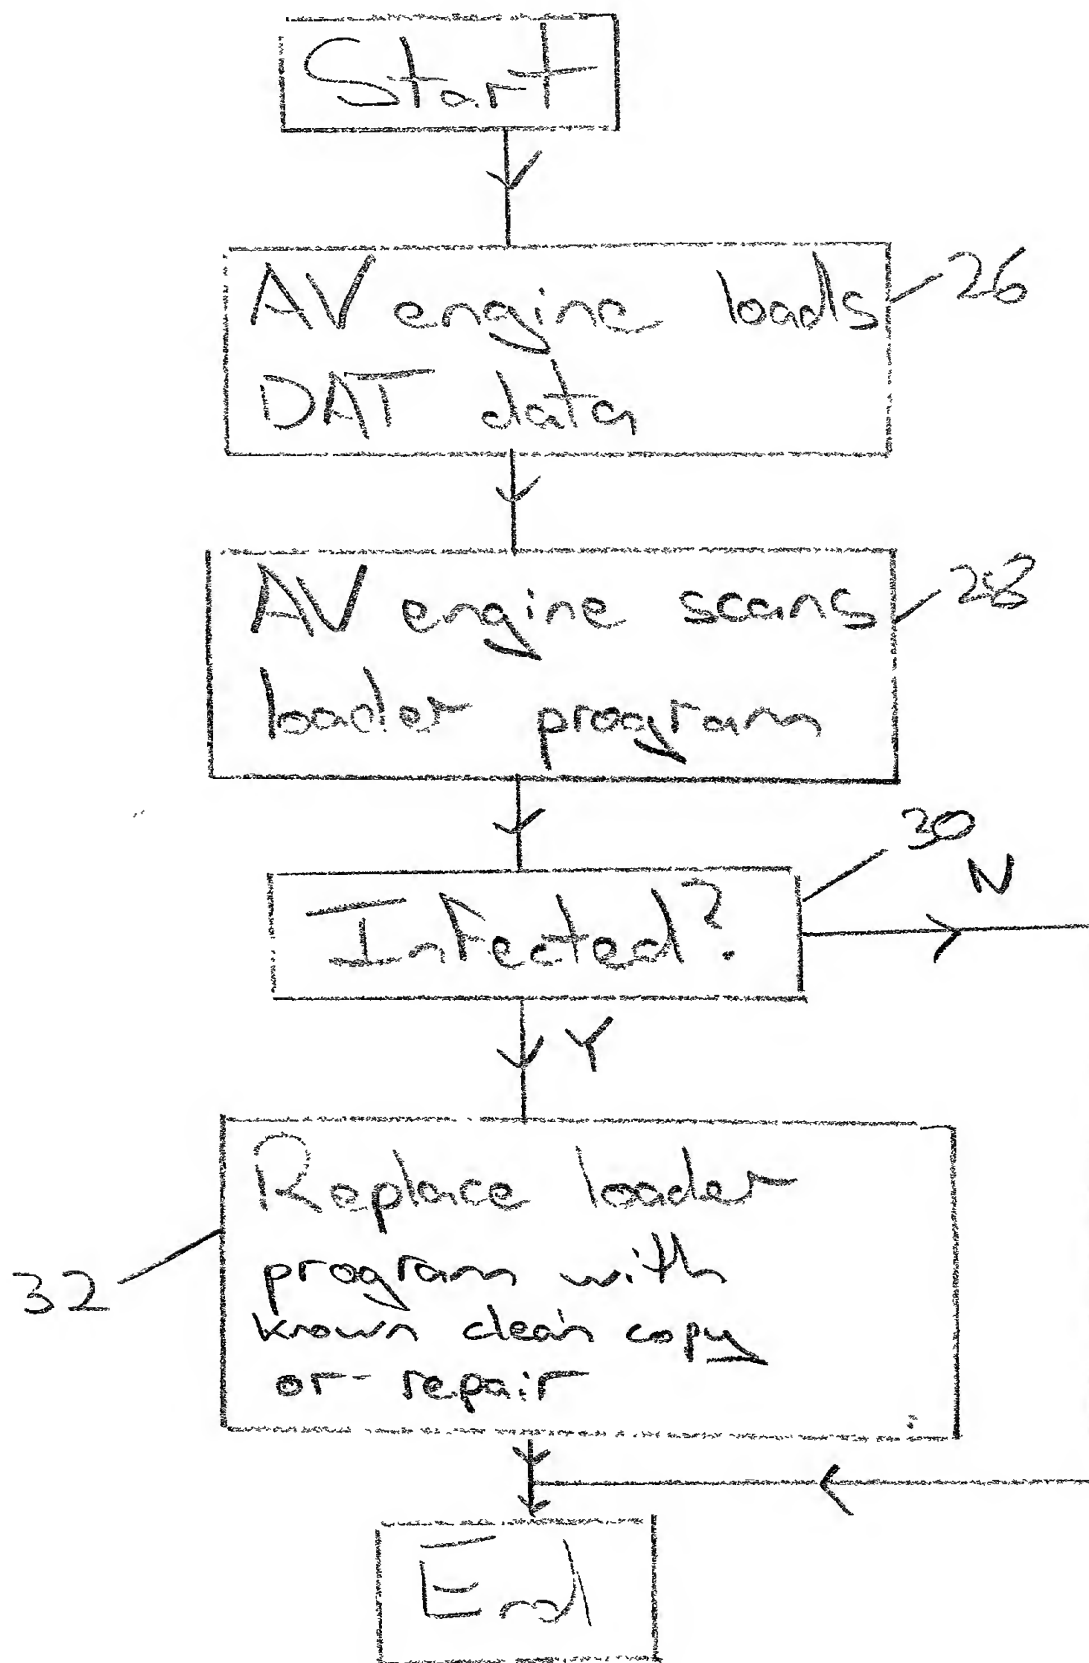 Start
AV engine loads
DAT data
26
AV engine scans
loader program
28
Infected?
30
N
Y
Replace loader
program with
known clean copy
or repair
32
End